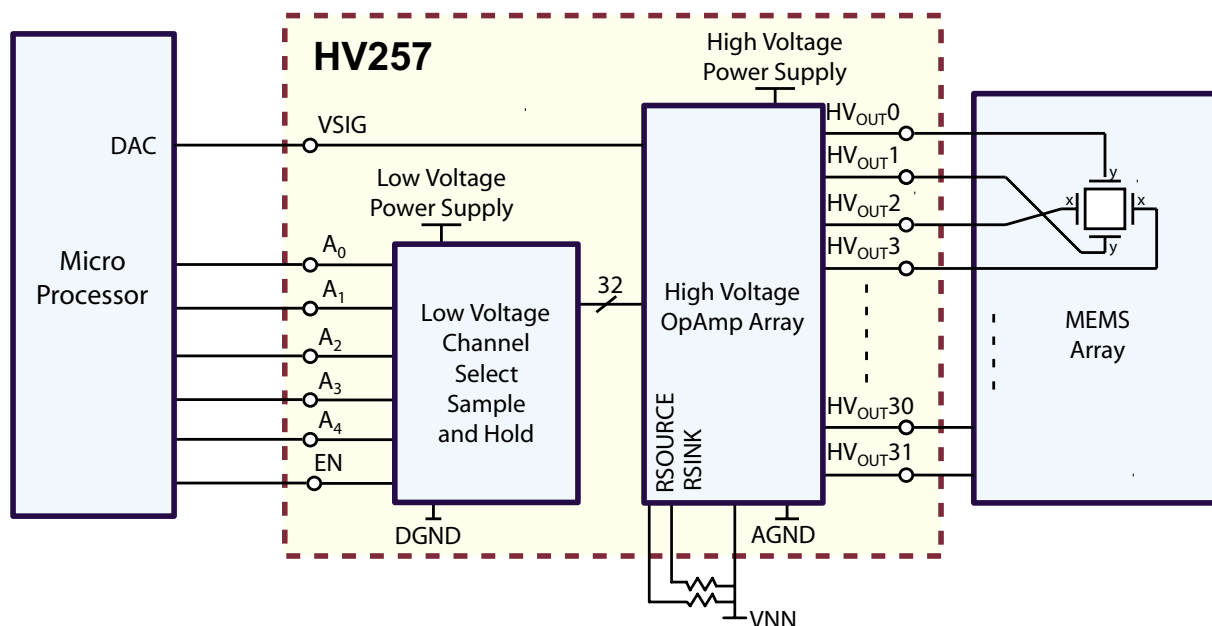 HV257
High Voltage
Power Supply
DAC
VSIG
Low Voltage
Power Supply
Micro
Processor
A0
A1
A2
A3
A4
EN
Low Voltage
Channel
Select
Sample
and Hold
DGND
32
High Voltage
OpAmp Array
RSOURCE
RSINK
AGND
VNN
HVOUT0
HVOUT1
HVOUT2
HVOUT3
HVOUT30
HVOUT31
y
x
x
y
MEMS
Array